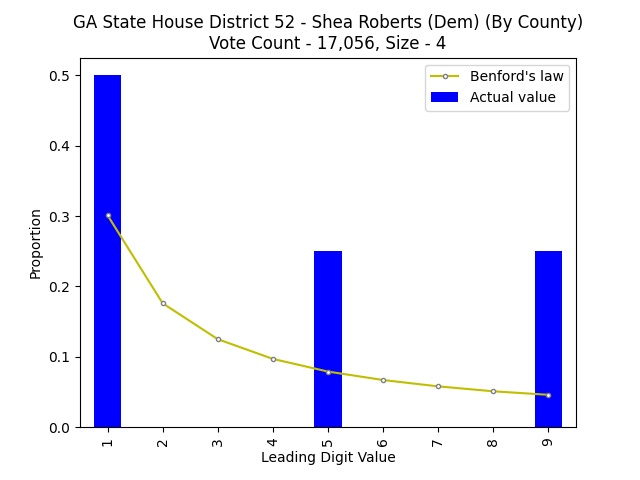 GA State House District 52 - Shea Roberts (Dem) (By County)
Vote Count - 17,056, Size - 4
Benford's law
Actual value
0.5
0.4
0.3
0.2
0.1
0.0
Proportion
1 2 3 4 5 6 7 8 9
Leading Digit Value